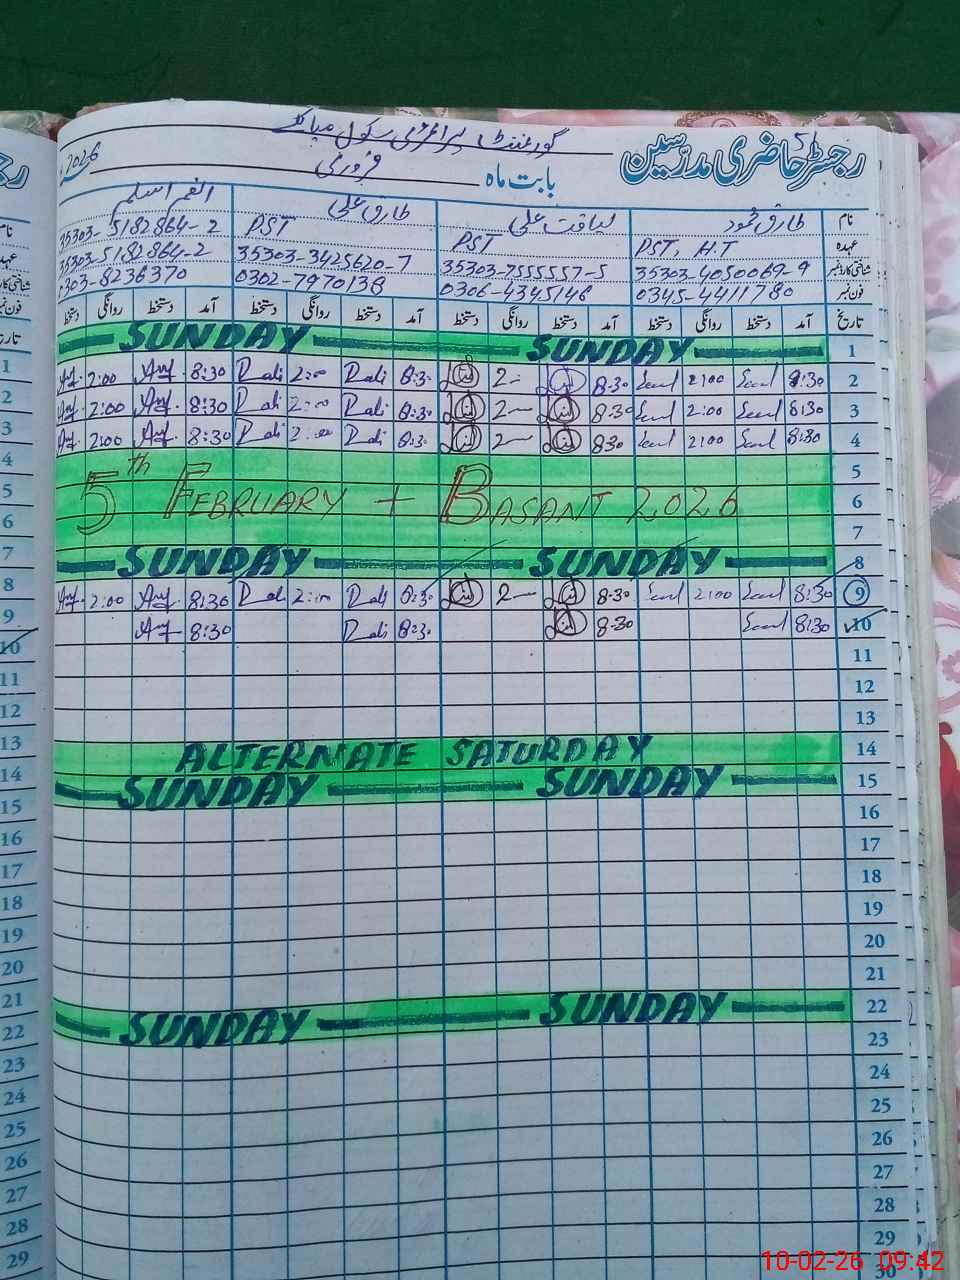 رجسٹر حاضری مدرسین
گورنمنٹ پرائمری سکول
بابت ماہ فروری 2026
نام طارق محمود لیاقت علی طارق علی
عہدہ PST, H.T PST PST
شناختی کارڈ نمبر 35303-4050069-9 35303-7555557-5 35303-3425620-7 35303-5182864-2
35303-5182864-2
فون نمبر 0345-4411780 0306-4345146 0302-7970138 0303-8236370
تاریخ آمد دستخط روانگی دستخط آمد دستخط روانگی دستخط آمد دستخط روانگی دستخط آمد دستخط روانگی دستخط
1 SUNDAY SUNDAY
2 8:30 2:00 8:30 2 8:30 2:00 8:30 2:00
3 8:30 2:00 8:30 2 8:30 2:00 8:30 2:00
4 8:30 2:00 830 2 8:30 2:00 8:30 2:00
5
6 5th FEBRUARY + BASANT 2026
7
8 SUNDAY SUNDAY
9 8:30 2:00 8:30 2 8:30 2:00 8:30 2:00
10 8:30 8:30 8:30 8:30
11
12
13
14 ALTERNATE SATURDAY
15 SUNDAY SUNDAY
16
17
18
19
20
21
22 SUNDAY SUNDAY
23
24
25
26
27
28
29
30
10-02-26 09:42